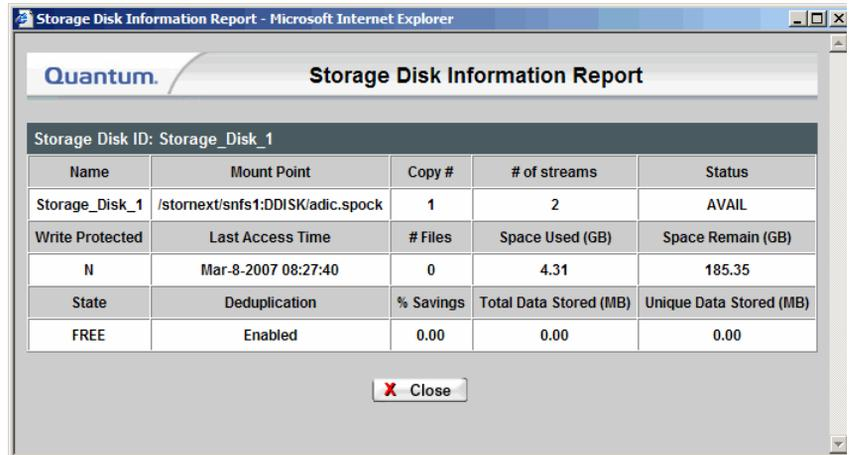 Storage Disk Information Report - Microsoft Internet Explorer
Quantum.
Storage Disk Information Report
Storage Disk ID: Storage_Disk_1
Name Mount Point Copy # # of streams Status
Storage_Disk_1 /stornext/snfs1:DDISK/adic.spock 1 2 AVAIL
Write Protected Last Access Time # Files Space Used (GB) Space Remain (GB)
N Mar-8-2007 08:27:40 0 4.31 185.35
State Deduplication % Savings Total Data Stored (MB) Unique Data Stored (MB)
FREE Enabled 0.00 0.00 0.00
X Close